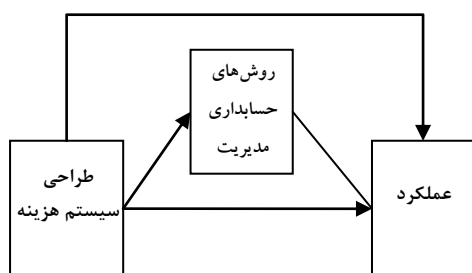 روش‌های
حسابداری
مدیریت
طراحی
سیستم هزینه
عملکرد